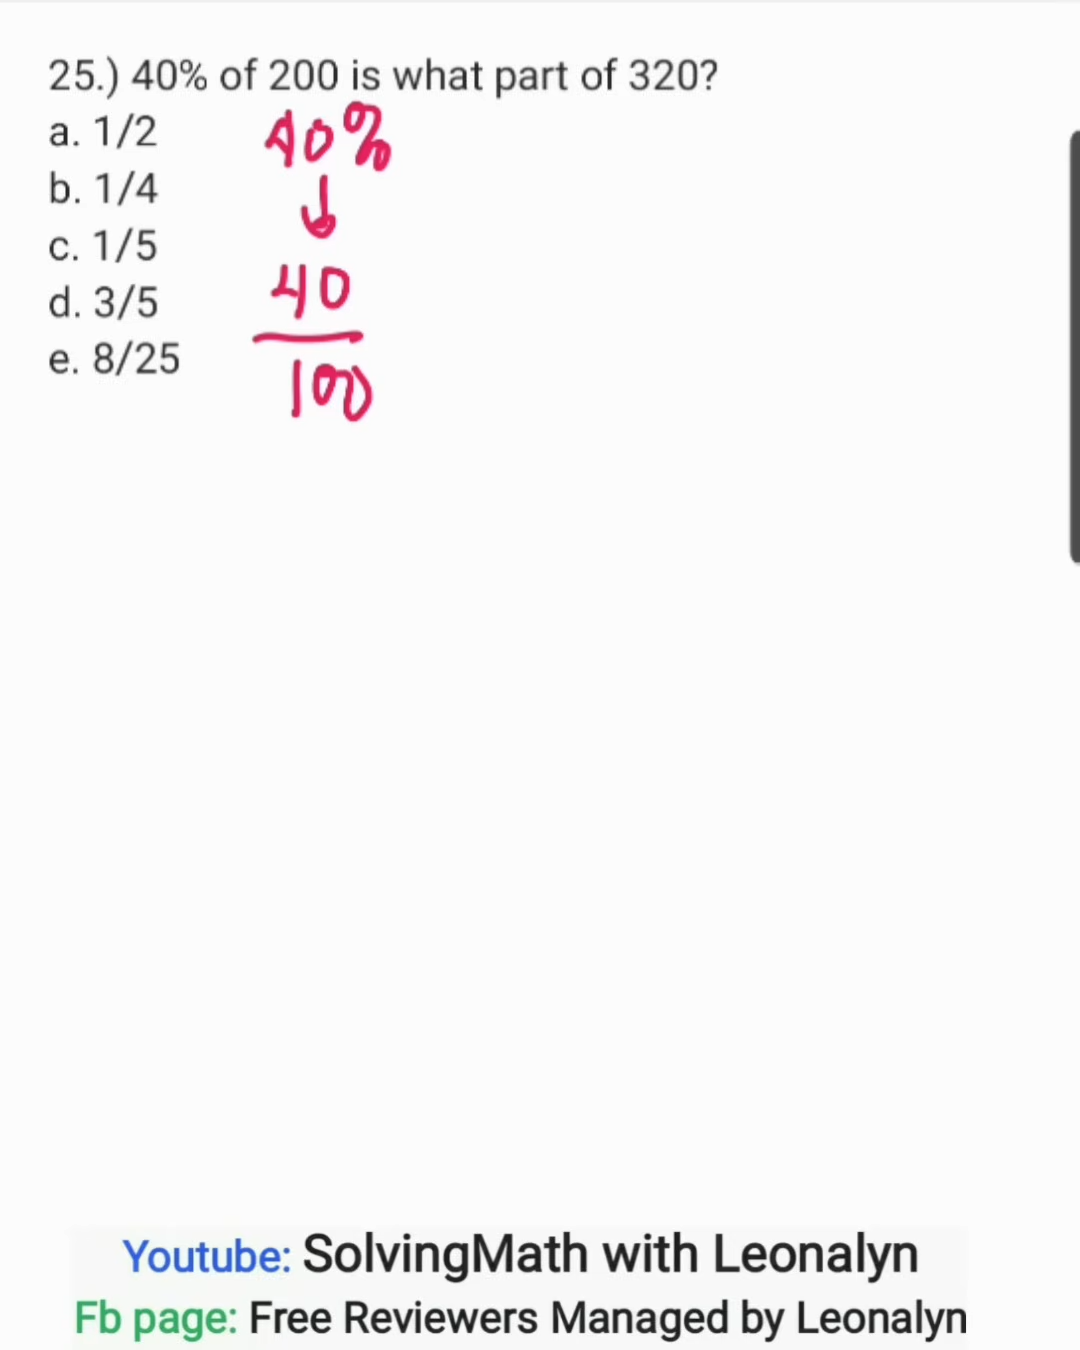 25.) 40% of 200 is what part of 320?
a. 1/2
b. 1/4
c. 1/5
d. 3/5
e. 8/25
40%
↓
40
100
Youtube: SolvingMath with Leonalyn
Fb page: Free Reviewers Managed by Leonalyn